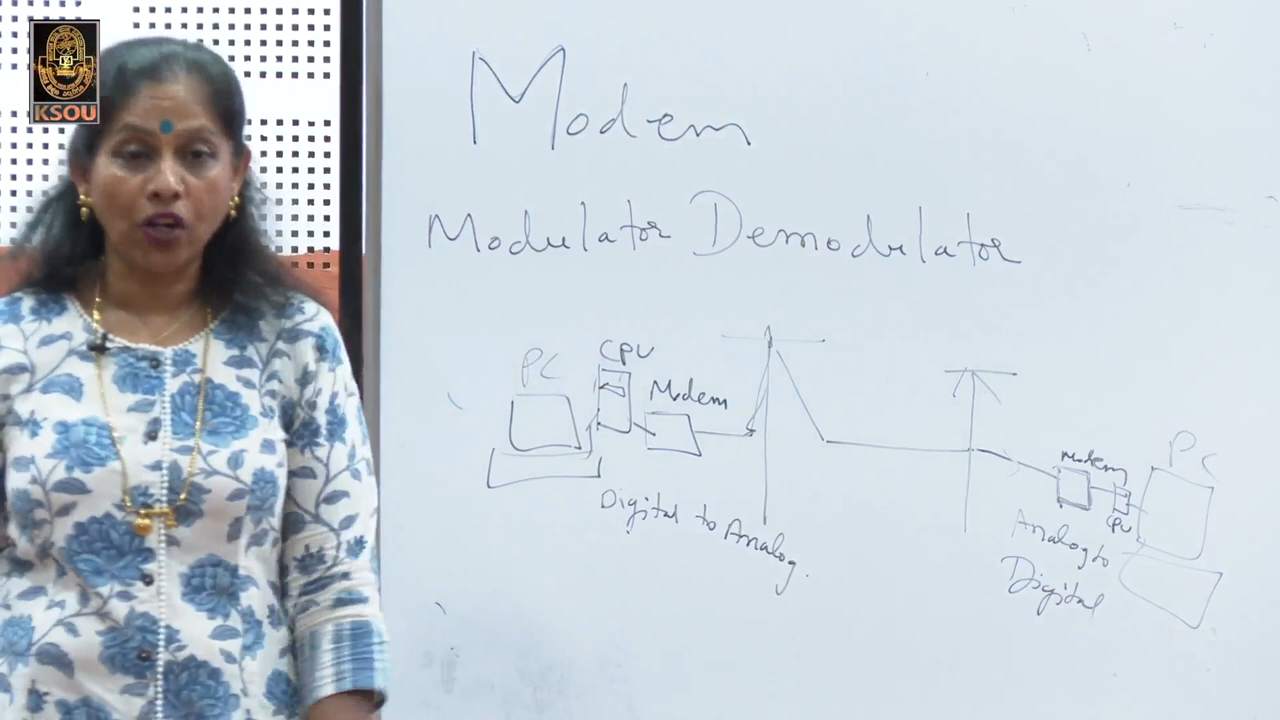 KSOU
Modem
Modulator Demodulator
PC
CPU
Modem
Digital to Analog.
Modem
CPU
PC
Analog to
Digital